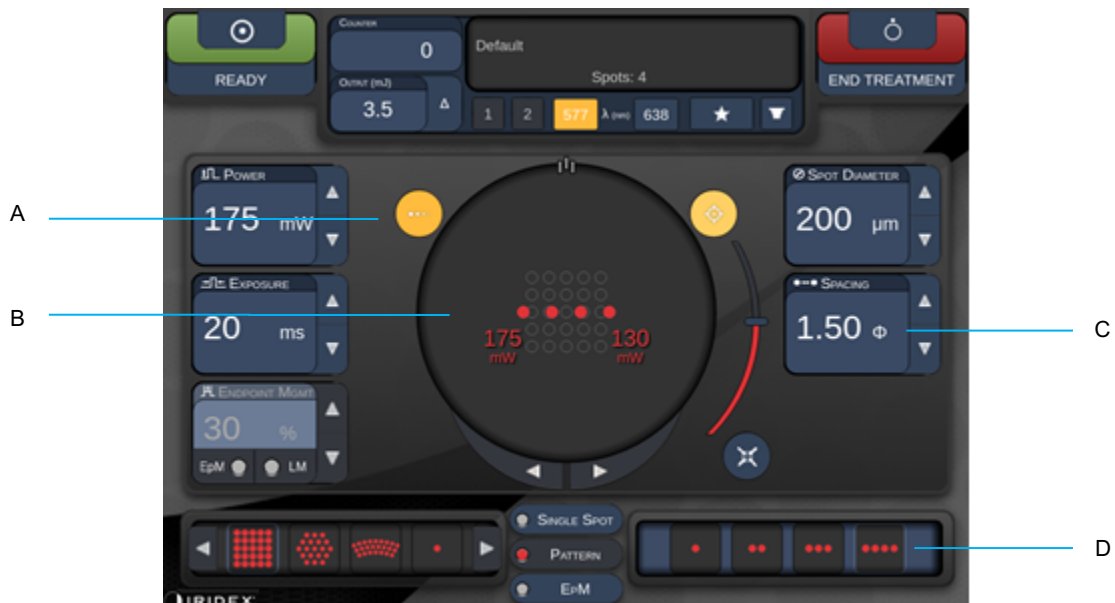 COUNTER
0
Default
Spots: 4
READY
OUTPUT (mJ)
3.5
Δ
1 2 577 λ (nm) 638
END TREATMENT
POWER
175 mW
SPOT DIAMETER
200 μm
A
EXPOSURE
20 ms
B
175 mW
130 mW
SPACING
1.50 Φ
C
ENDPOINT MGMT
30 %
EpM
LM
SINGLE SPOT
PATTERN
EPM
D
IRIDEX